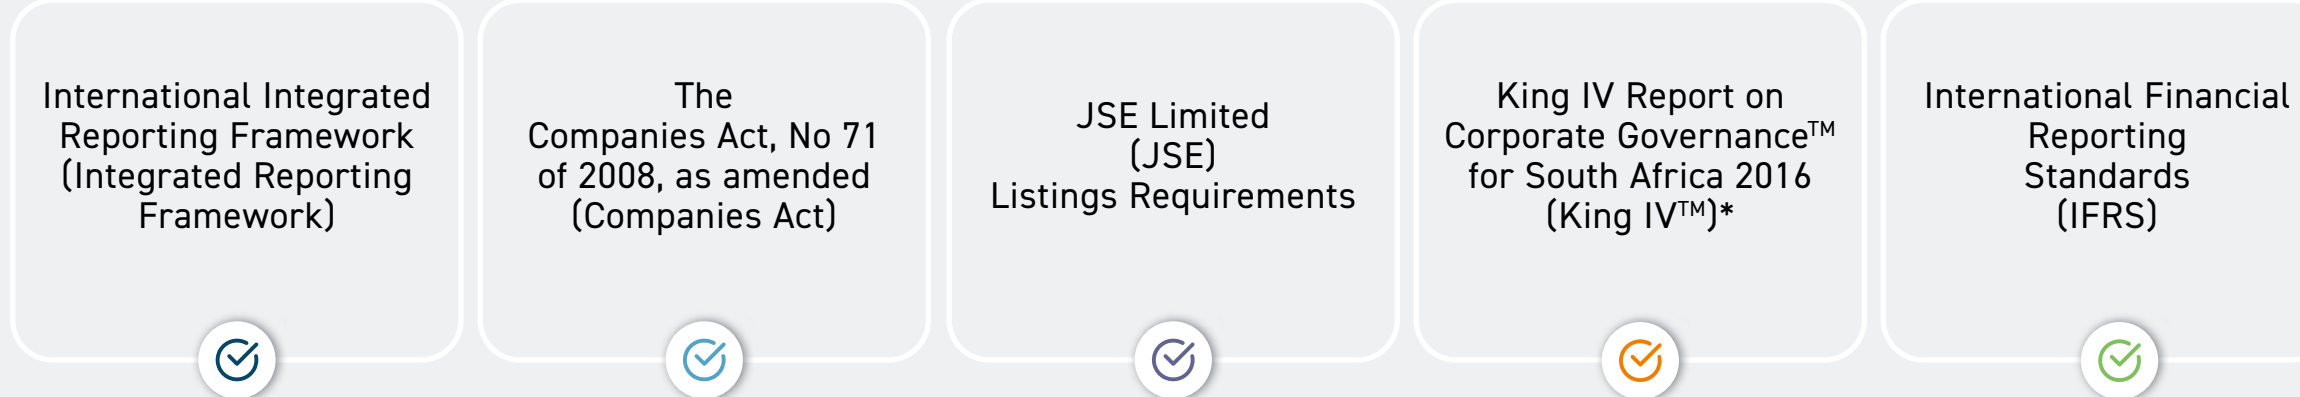 International Integrated
Reporting Framework
(Integrated Reporting
Framework)
The
Companies Act, No 71
of 2008, as amended
(Companies Act)
JSE Limited
(JSE)
Listings Requirements
King IV Report on
Corporate Governance™
for South Africa 2016
(King IV™)*
International Financial
Reporting
Standards
(IFRS)